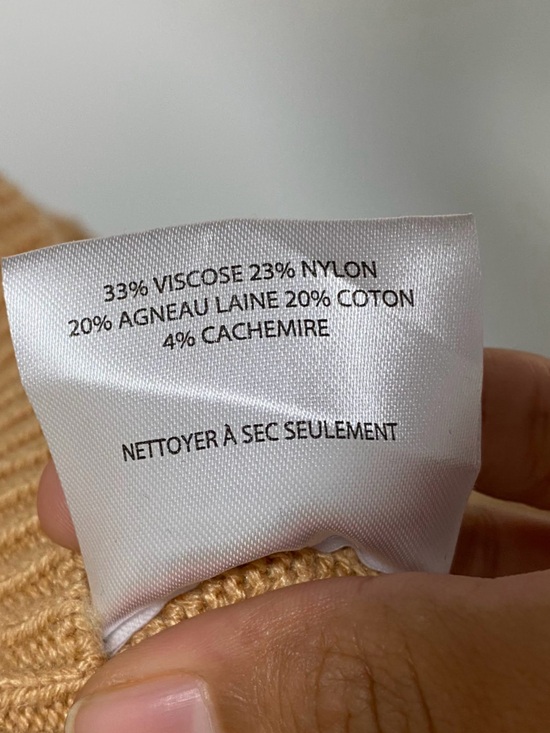 33% VISCOSE 23% NYLON
20% AGNEAU LAINE 20% COTON
4% CACHEMIRE
NETTOYER À SEC SEULEMENT